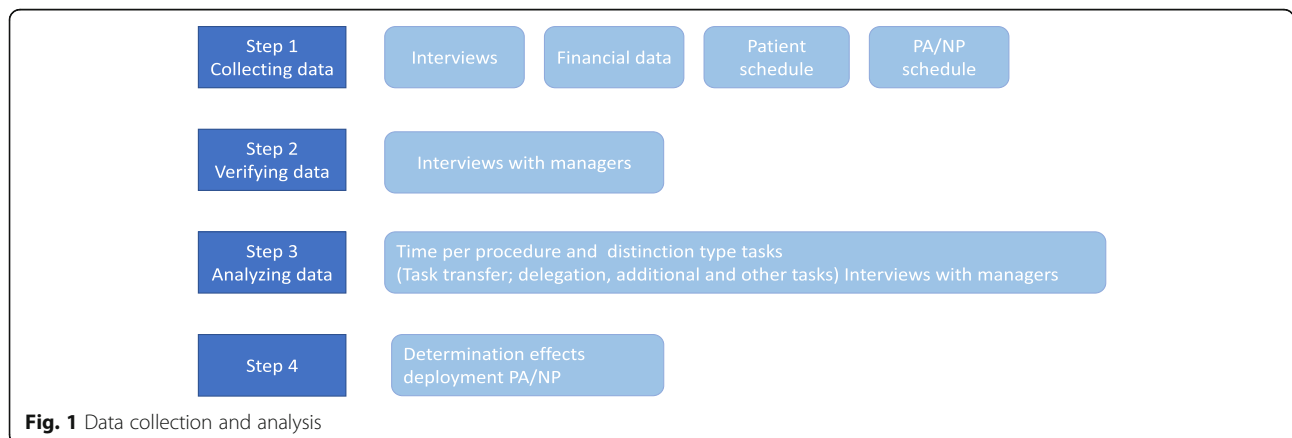 Step 1
Collecting data
Interviews
Financial data
Patient
schedule
PA/NP
schedule
Step 2
Verifying data
Interviews with managers
Step 3
Analyzing data
Time per procedure and distinction type tasks
(Task transfer; delegation, additional and other tasks) Interviews with managers
Step 4
Determination effects
deployment PA/NP
Fig. 1 Data collection and analysis